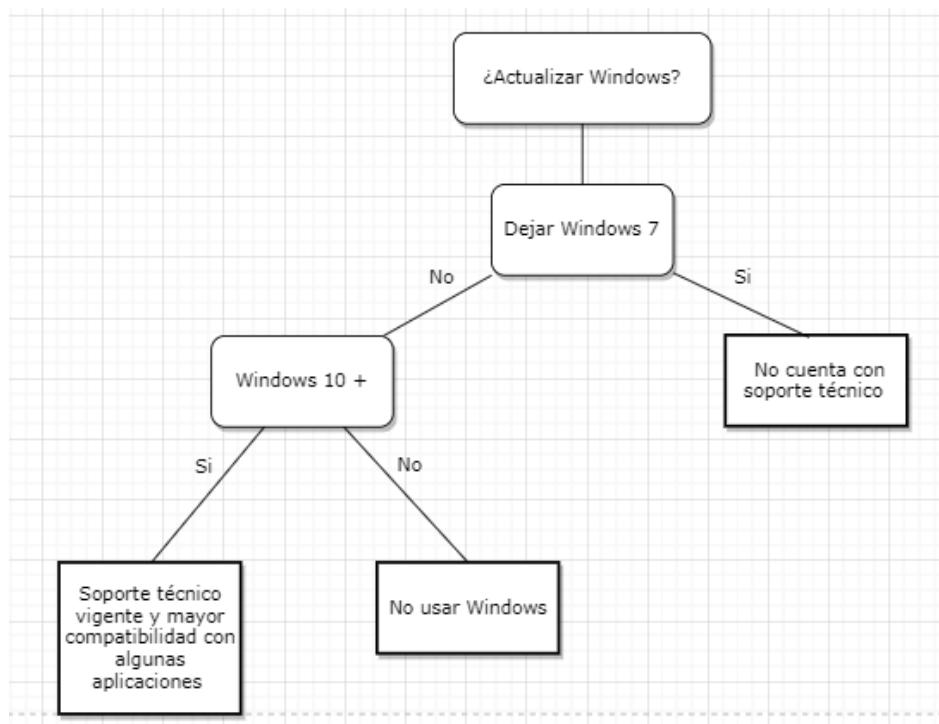 ¿Actualizar Windows?
Dejar Windows 7
No
Si
Windows 10 +
No cuenta con
soporte técnico
Si
No
Soporte técnico
vigente y mayor
compatibilidad con
algunas
aplicaciones
No usar Windows